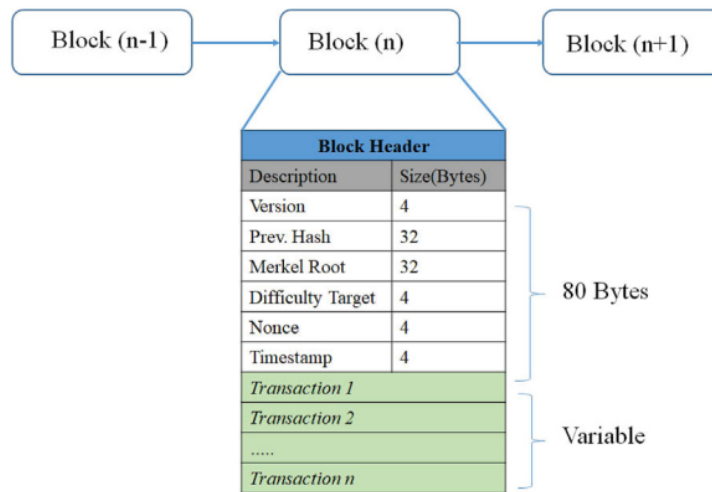 Block (n-1)
Block (n)
Block (n+1)
Block Header
Description Size(Bytes)
Version 4
Prev. Hash 32
Merkel Root 32
Difficulty Target 4
Nonce 4
Timestamp 4
80 Bytes
Transaction 1
Transaction 2
.....
Transaction n
Variable